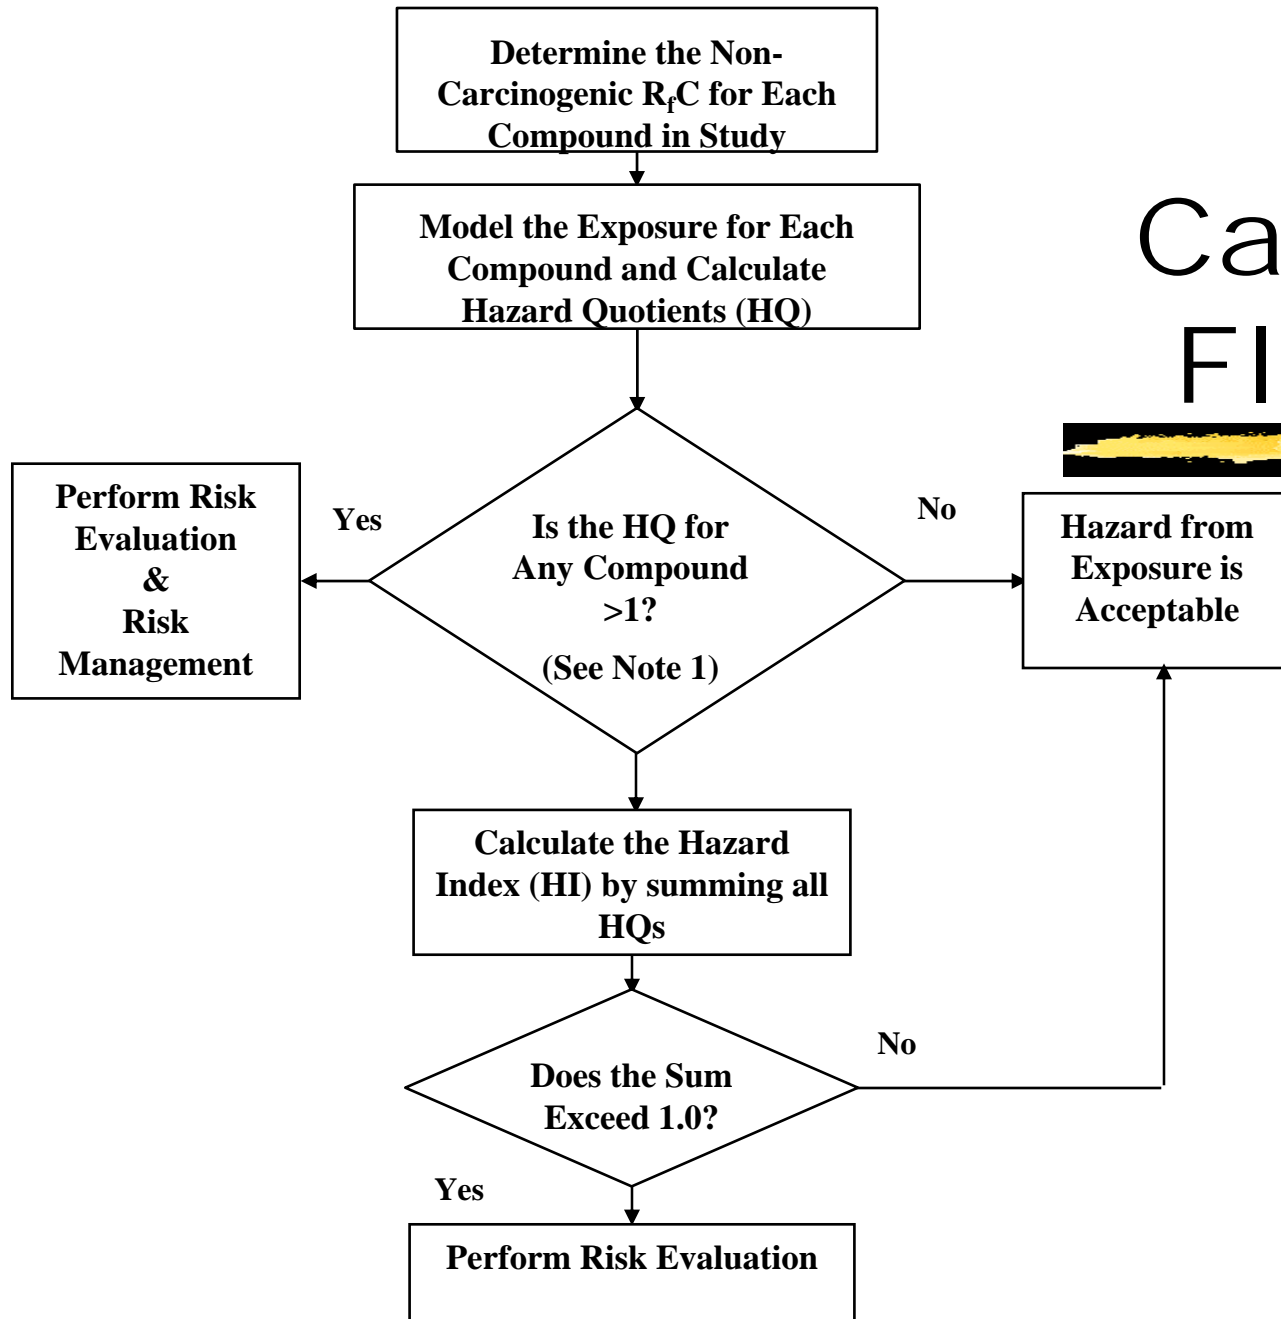 Determine the Non-
Carcinogenic RfC for Each
Compound in Study
Model the Exposure for Each
Compound and Calculate
Hazard Quotients (HQ)
Ca
Fl
Perform Risk
Evaluation
&
Risk
Management
Yes
Is the HQ for
Any Compound
>1?
(See Note 1)
No
Hazard from
Exposure is
Acceptable
Calculate the Hazard
Index (HI) by summing all
HQs
Does the Sum
Exceed 1.0?
No
Yes
Perform Risk Evaluation